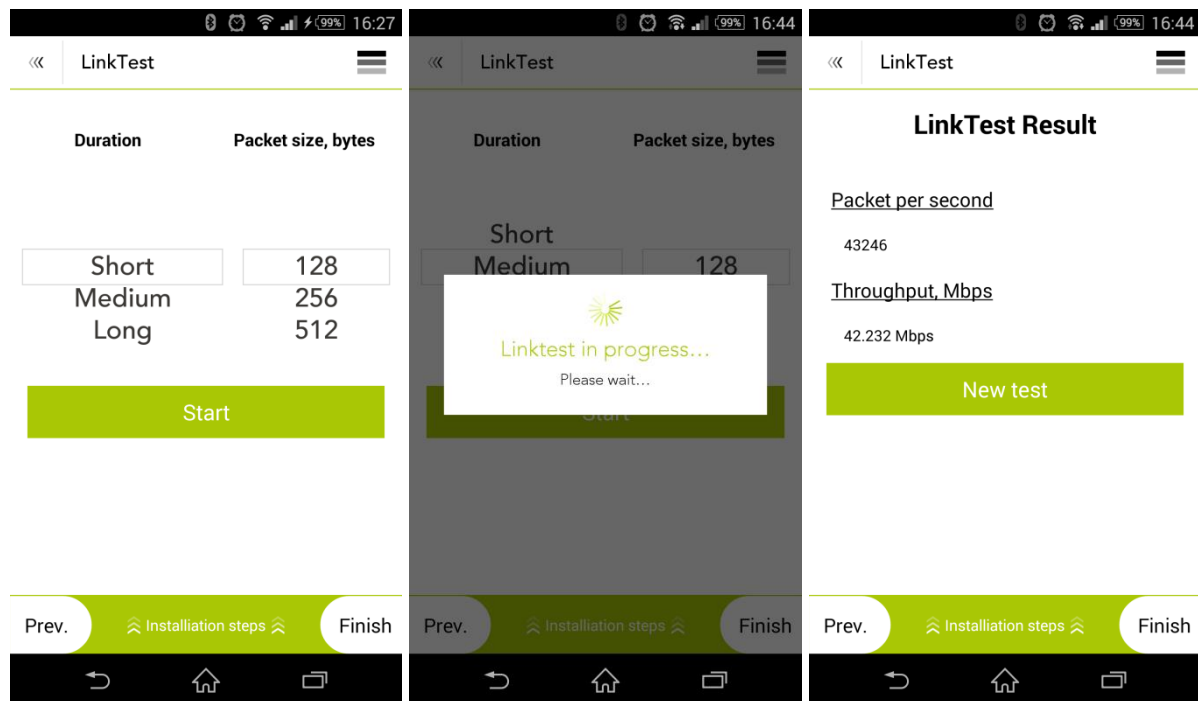 99% 16:27
LinkTest
Duration Packet size, bytes
Short 128
Medium 256
Long 512
Start
Prev. Installiation steps Finish
99% 16:44
LinkTest
Duration Packet size, bytes
Short
Medium 128
Linktest in progress...
Please wait...
Start
Prev. Installiation steps Finish
99% 16:44
LinkTest
LinkTest Result
Packet per second
43246
Throughput, Mbps
42.232 Mbps
New test
Prev. Installiation steps Finish